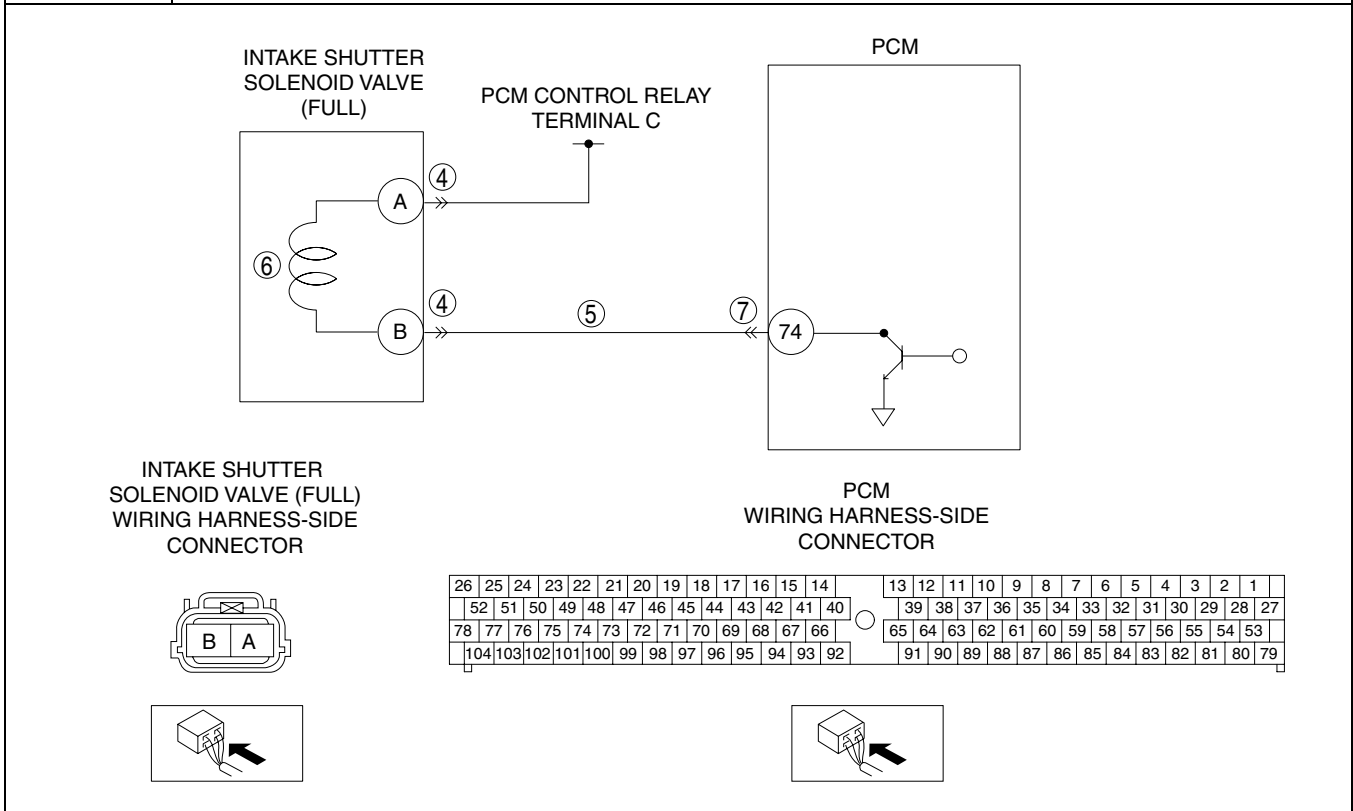 INTAKE SHUTTER
SOLENOID VALVE
(FULL)
PCM CONTROL RELAY
TERMINAL C
PCM
④
A
⑥
④
B
⑤
⑦
74
INTAKE SHUTTER
SOLENOID VALVE (FULL)
WIRING HARNESS-SIDE
CONNECTOR
PCM
WIRING HARNESS-SIDE
CONNECTOR
B A
26 25 24 23 22 21 20 19 18 17 16 15 14 13 12 11 10 9 8 7 6 5 4 3 2 1
52 51 50 49 48 47 46 45 44 43 42 41 40 39 38 37 36 35 34 33 32 31 30 29 28 27
78 77 76 75 74 73 72 71 70 69 68 67 66 65 64 63 62 61 60 59 58 57 56 55 54 53
104 103 102 101 100 99 98 97 96 95 94 93 92 91 90 89 88 87 86 85 84 83 82 81 80 79